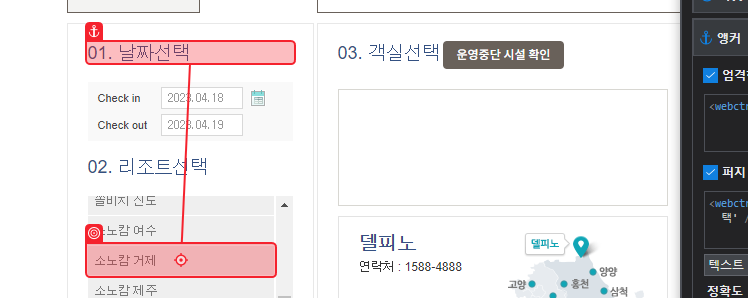 01. 날짜선택
Check in 2023.04.18
Check out 2023.04.19
02. 리조트선택
쏠비치 진도
소노캄 여수
소노캄 거제
소노캄 제주
03. 객실선택 운영중단 시설 확인
델피노
연락처 : 1588-4888
델피노
양양
고양
홍천
삼척
앵커
엄격
<webctr
퍼지
<webctr
택' /
텍스트
정확도